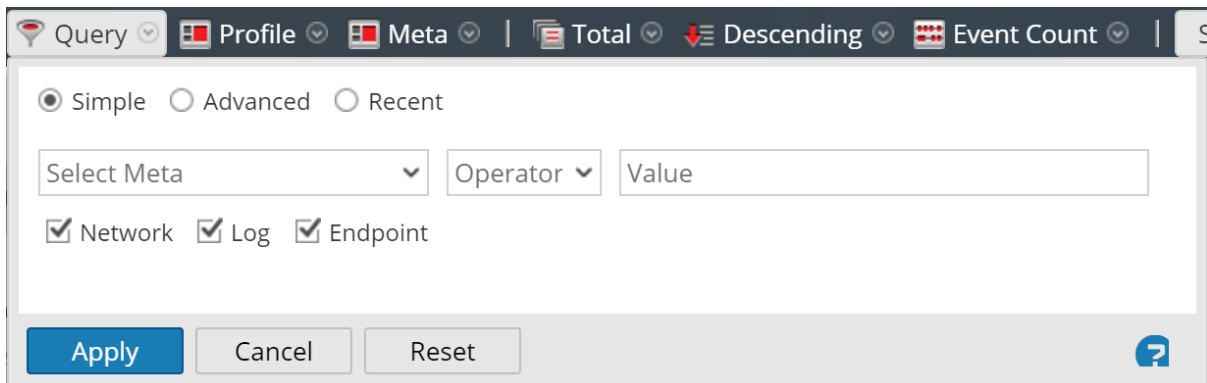 Query Profile Meta | Total Descending Event Count | S
Simple Advanced Recent
Select Meta Operator Value
Network Log Endpoint
Apply Cancel Reset ?